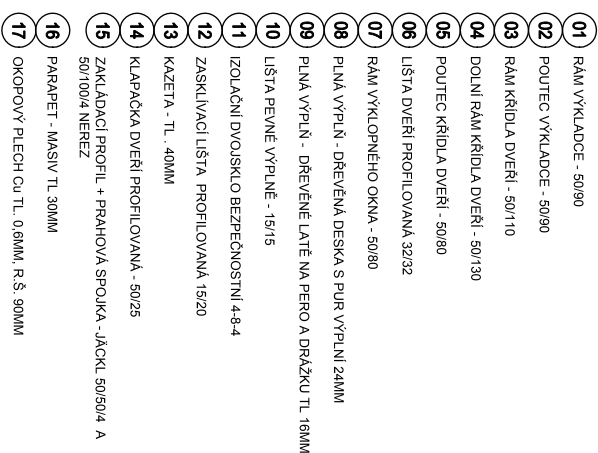 01 RÁM VÝKLADCE - 50/90
02 POUTEC VÝKLADCE - 50/90
03 RÁM KŘÍDLA DVEŘÍ - 50/110
04 DOLNÍ RÁM KŘÍDLA DVEŘÍ - 50/130
05 POUTEC KŘÍDLA DVEŘÍ - 50/80
06 LIŠTA DVEŘÍ PROFILOVANÁ 32/32
07 RÁM VÝKLOPNÉHO OKNA - 50/80
08 PLNÁ VÝPLŇ - DŘEVĚNÁ DESKA S PUR VÝPLNÍ 24MM
09 PLNÁ VÝPLŇ - DŘEVĚNÉ LATĚ NA PERO A DRÁŽKU TL 16MM
10 LIŠTA PEVNÉ VÝPLNĚ - 15/15
11 IZOLAČNÍ DVOJSKLO BEZPEČNOSTNÍ 4-8-4
12 ZASKLÍVACÍ LIŠTA PROFILOVANÁ 15/20
13 KAZETA - TL . 40MM
14 KLAPAČKA DVEŘÍ PROFILOVANÁ - 50/25
15 ZAKLÁDACÍ PROFIL + PRAHOVÁ SPOJKA -JÄCKL 50/50/4 A
50/100/4 NEREZ
16 PARAPET - MASIV TL 30MM
17 OKOPOVÝ PLECH Cu TL. 0,6MM, R.Š. 90MM